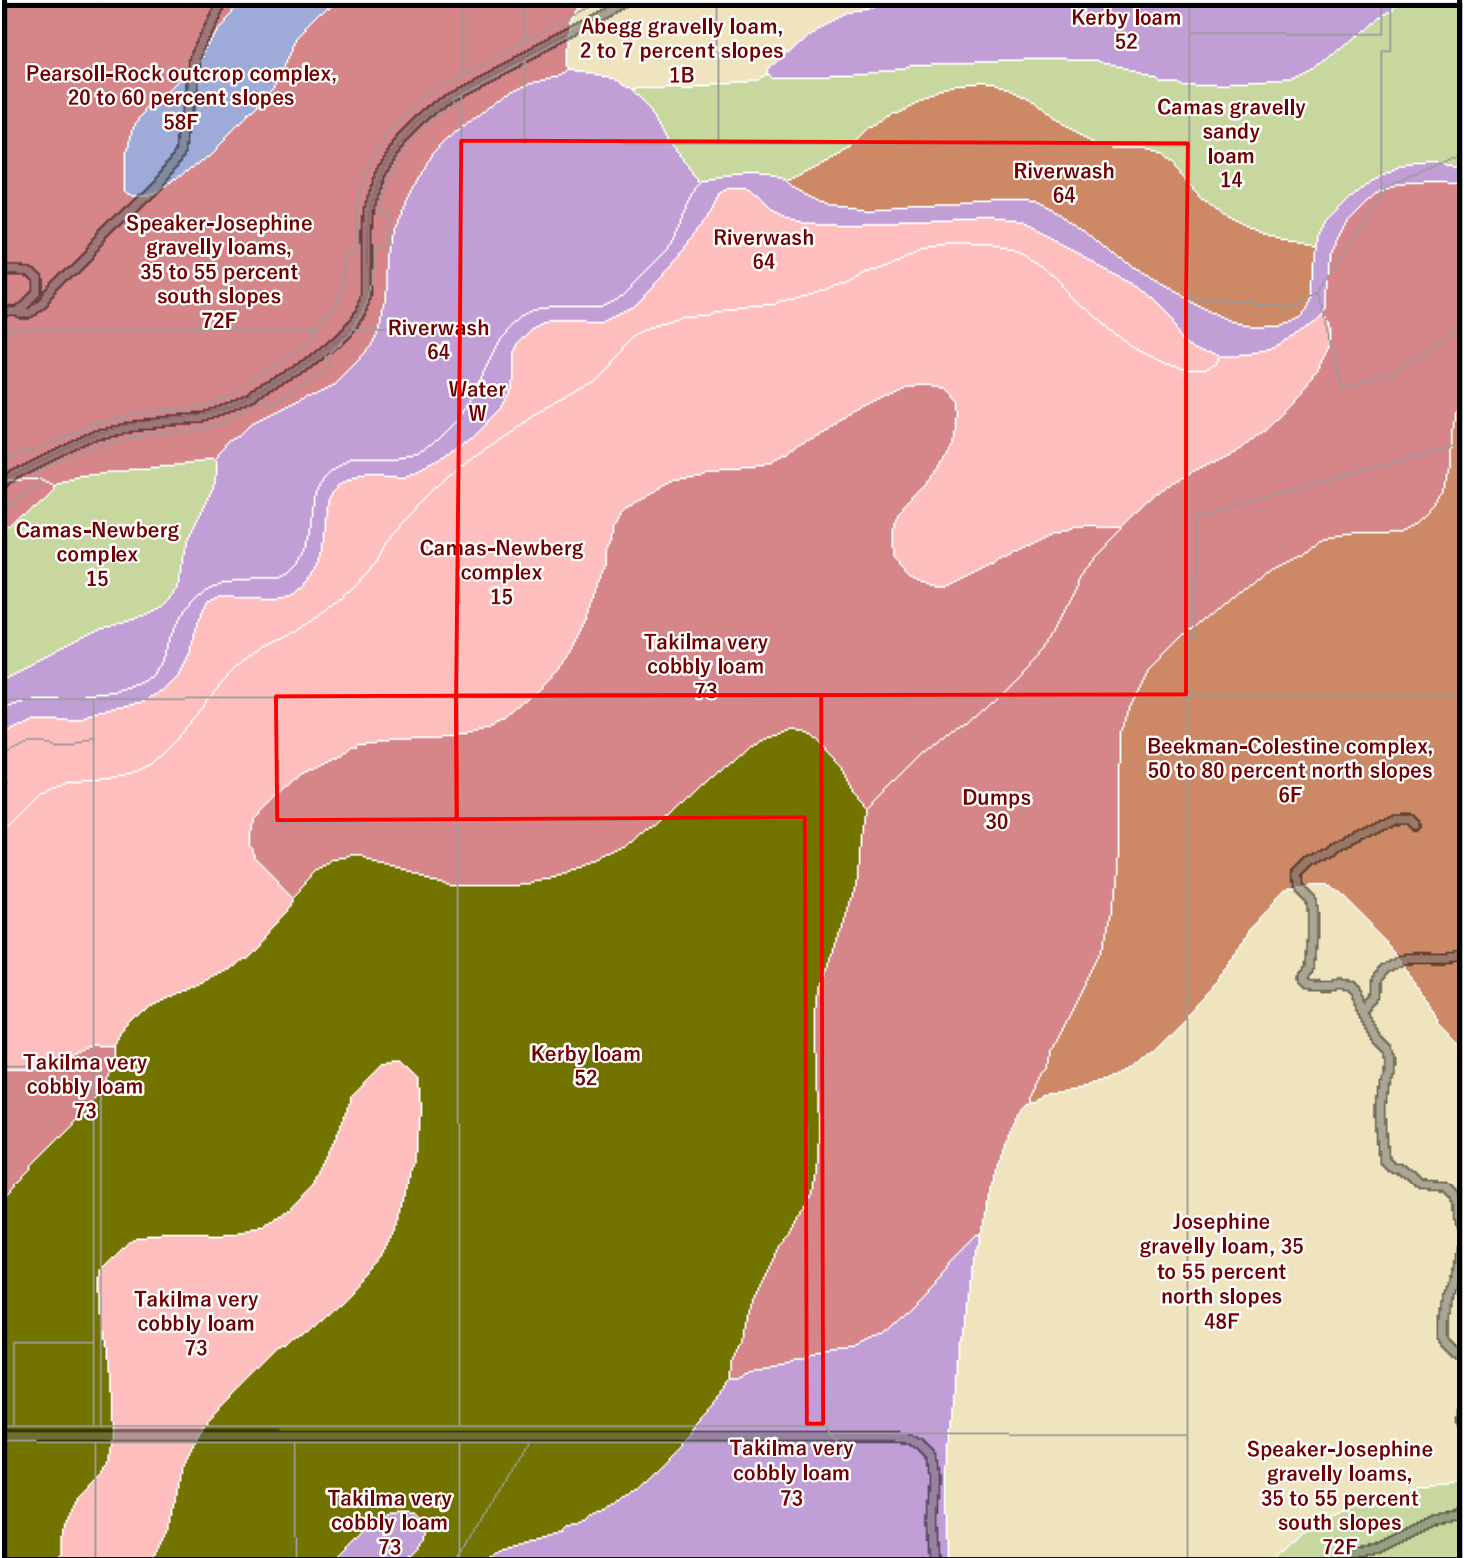 Abegg gravelly loam,
2 to 7 percent slopes
1B
Kerby loam
52
Pearsoll-Rock outcrop complex,
20 to 60 percent slopes
58F
Camas gravelly
sandy
loam
14
Riverwash
64
Speaker-Josephine
gravelly loams,
35 to 55 percent
south slopes
72F
Riverwash
64
Riverwash
64
Water
W
Camas-Newberg
complex
15
Camas-Newberg
complex
15
Takilma very
cobbly loam
73
Beekman-Colestine complex,
50 to 80 percent north slopes
6F
Dumps
30
Kerby loam
52
Takilma very
cobbly loam
73
Josephine
gravelly loam, 35
to 55 percent
north slopes
48F
Takilma very
cobbly loam
73
Takilma very
cobbly loam
73
Speaker-Josephine
gravelly loams,
35 to 55 percent
south slopes
72F
Takilma very
cobbly loam
73